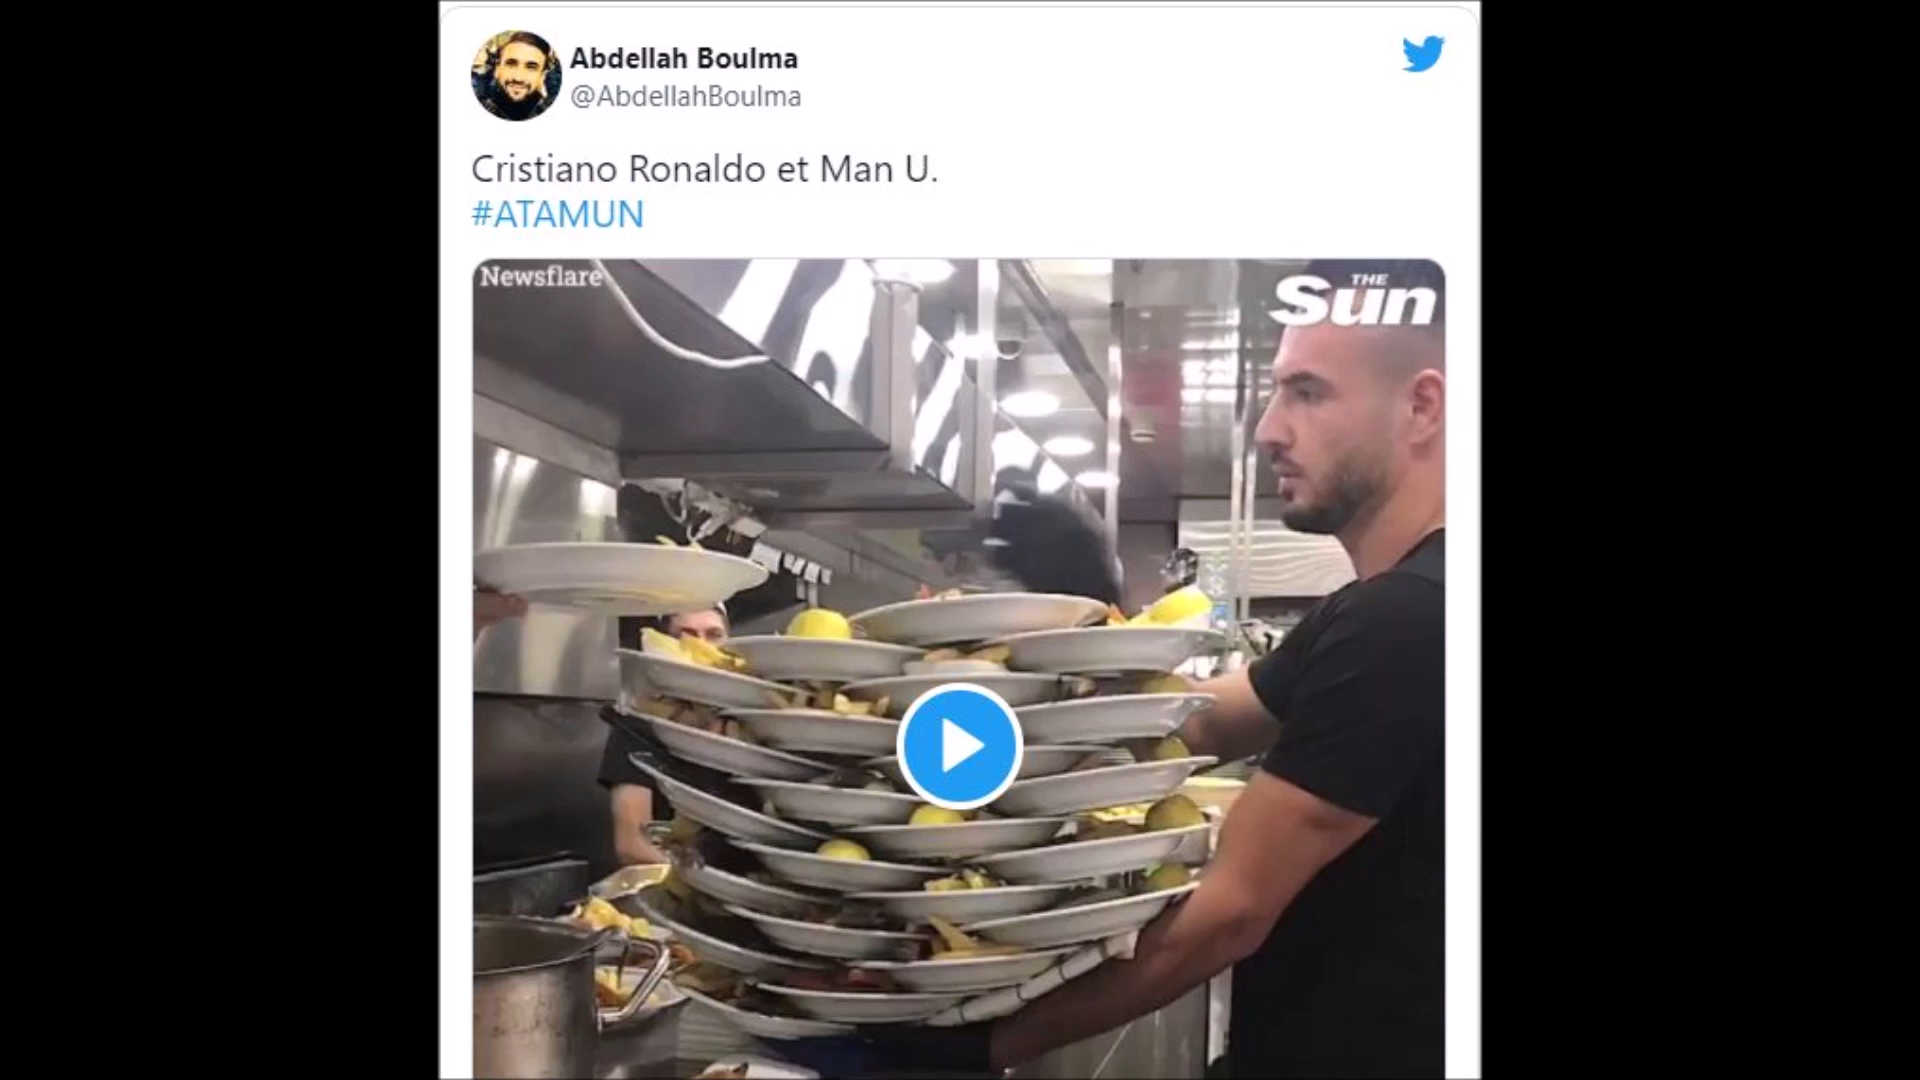 Abdellah Boulma
@AbdellahBoulma
Cristiano Ronaldo et Man U.
#ATAMUN
Newsflare
THE
Sun